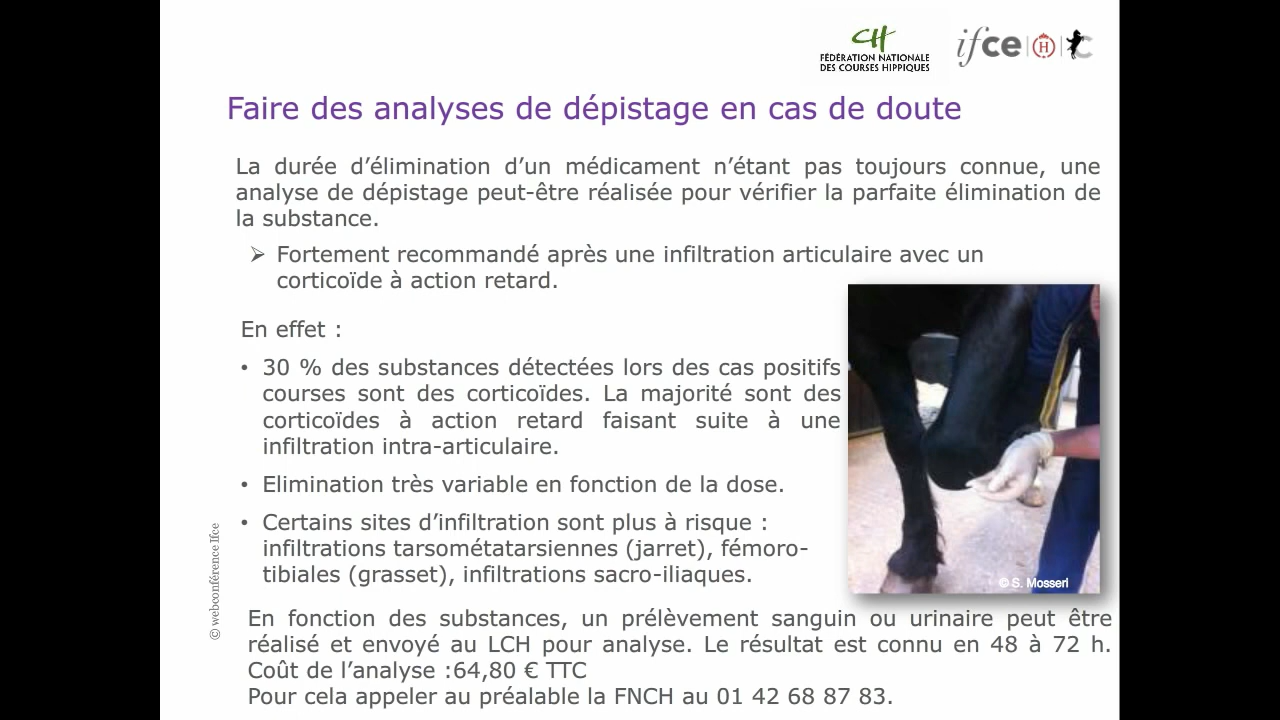 CH
FÉDÉRATION NATIONALE
DES COURSES HIPPIQUES
ifce
H
C
Faire des analyses de dépistage en cas de doute
La durée d’élimination d’un médicament n’étant pas toujours connue, une
analyse de dépistage peut-être réalisée pour vérifier la parfaite élimination de
la substance.
➢ Fortement recommandé après une infiltration articulaire avec un
corticoïde à action retard.
En effet :
• 30 % des substances détectées lors des cas positifs
courses sont des corticoïdes. La majorité sont des
corticoïdes à action retard faisant suite à une
infiltration intra-articulaire.
• Elimination très variable en fonction de la dose.
• Certains sites d’infiltration sont plus à risque :
infiltrations tarsométatarsiennes (jarret), fémoro-
tibiales (grasset), infiltrations sacro-iliaques.
© S. Mosseri
© webconférence Ifce
En fonction des substances, un prélèvement sanguin ou urinaire peut être
réalisé et envoyé au LCH pour analyse. Le résultat est connu en 48 à 72 h.
Coût de l’analyse :64,80 € TTC
Pour cela appeler au préalable la FNCH au 01 42 68 87 83.